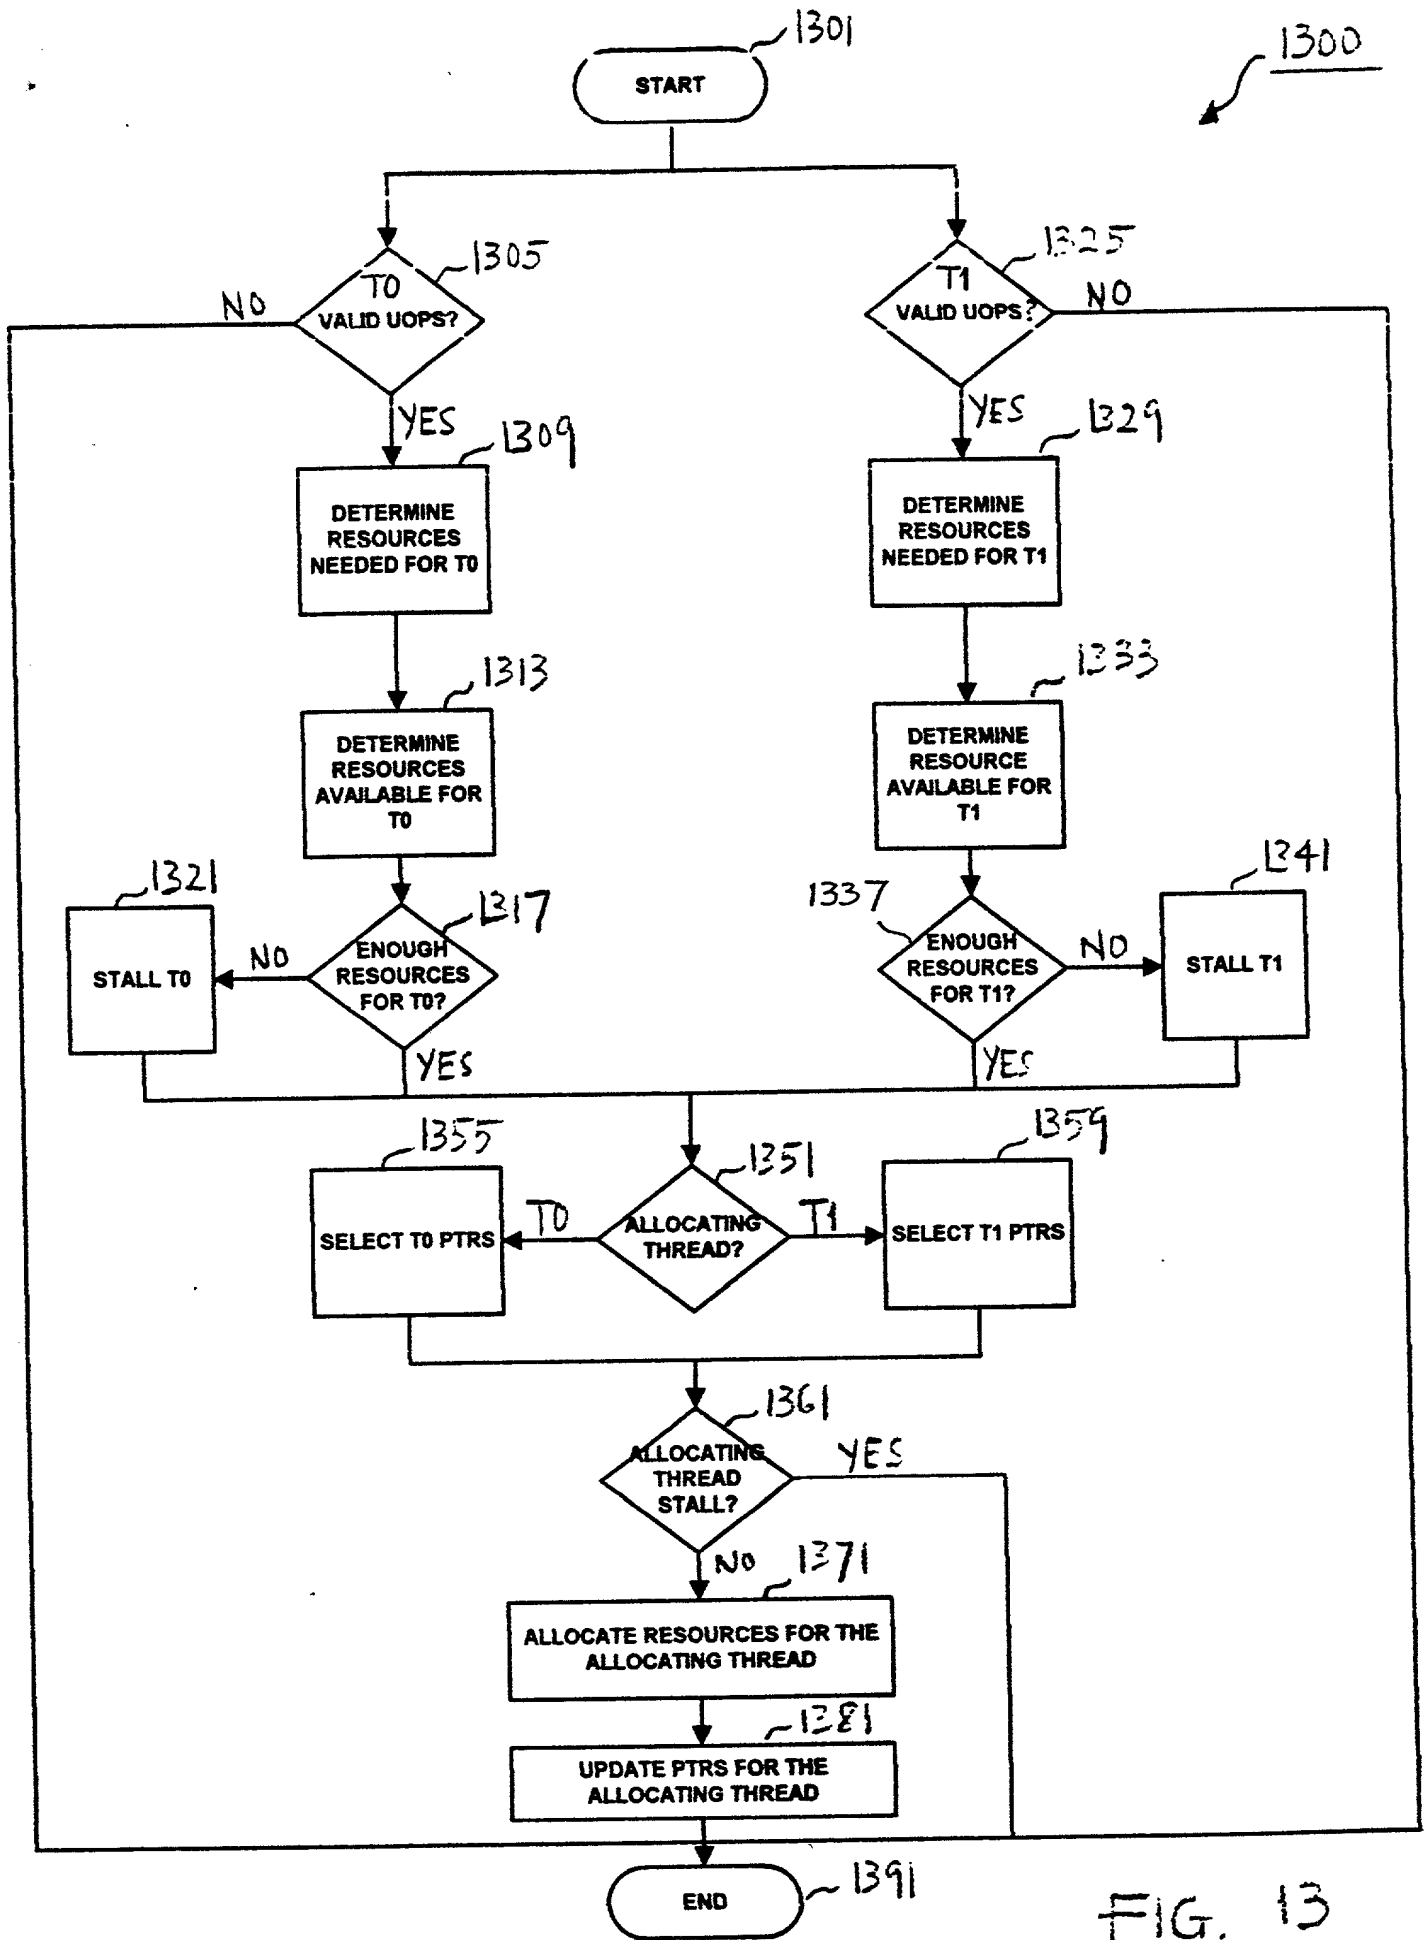 1301
1300
START
1305
1325
T0
VALID UOPS?
NO
T1
VALID UOPS?
NO
YES
YES
1309
1329
DETERMINE
RESOURCES
NEEDED FOR T0
DETERMINE
RESOURCES
NEEDED FOR T1
1313
1333
DETERMINE
RESOURCES
AVAILABLE FOR
T0
DETERMINE
RESOURCE
AVAILABLE FOR
T1
1321
1317
1337
1341
STALL T0
NO
ENOUGH
RESOURCES
FOR T0?
ENOUGH
RESOURCES
FOR T1?
NO
STALL T1
YES
YES
1355
1351
1359
SELECT T0 PTRS
T0
ALLOCATING
THREAD?
T1
SELECT T1 PTRS
1361
ALLOCATING
THREAD
STALL?
YES
NO
1371
ALLOCATE RESOURCES FOR THE
ALLOCATING THREAD
1381
UPDATE PTRS FOR THE
ALLOCATING THREAD
END
1391
FIG. 13